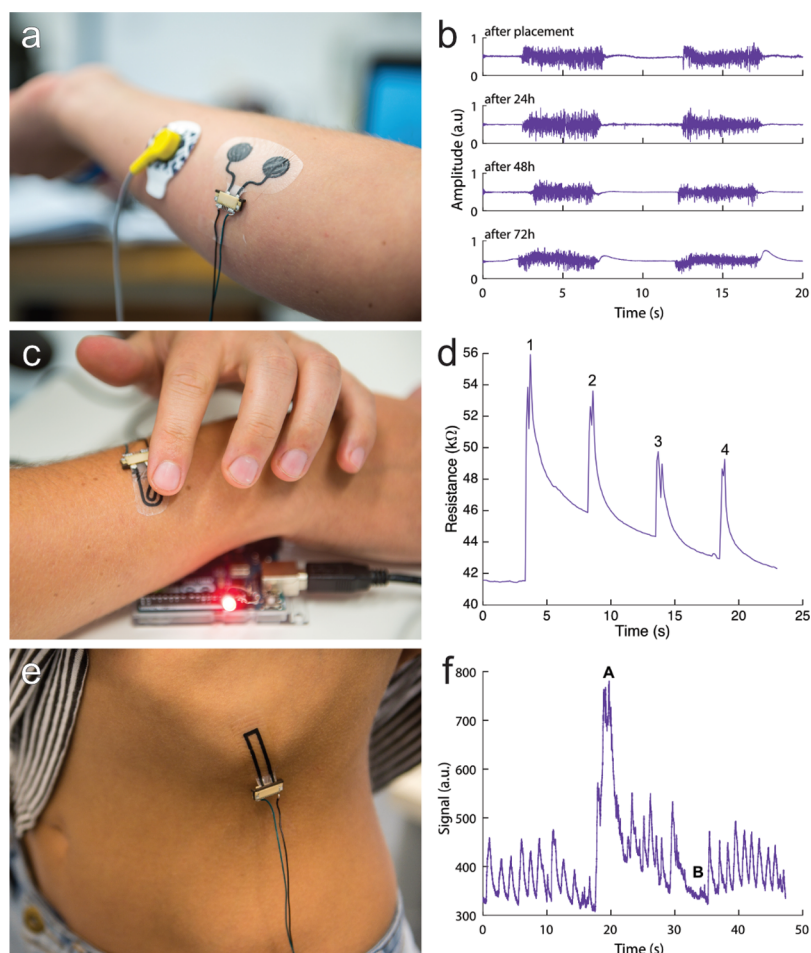 a
b
after placement
1
0
after 24h
1
0
after 48h
1
0
after 72h
1
0
Amplitude (a.u)
0 5 10 15 20
Time (s)
c
d
56
54
52
50
48
46
44
42
40
1
2
3
4
Resistance (kΩ)
0 5 10 15 20 25
Time (s)
e
f
800
700
600
500
400
300
A
B
Signal (a.u.)
0 10 20 30 40 50
Time (s)